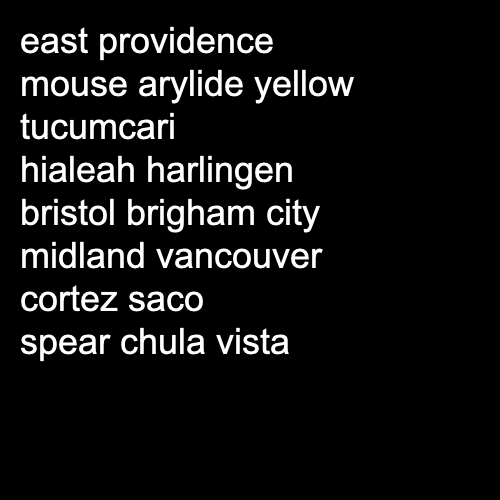 east providence
mouse arylide yellow
tucumcari
hialeah harlingen
bristol brigham city
midland vancouver
cortez saco
spear chula vista